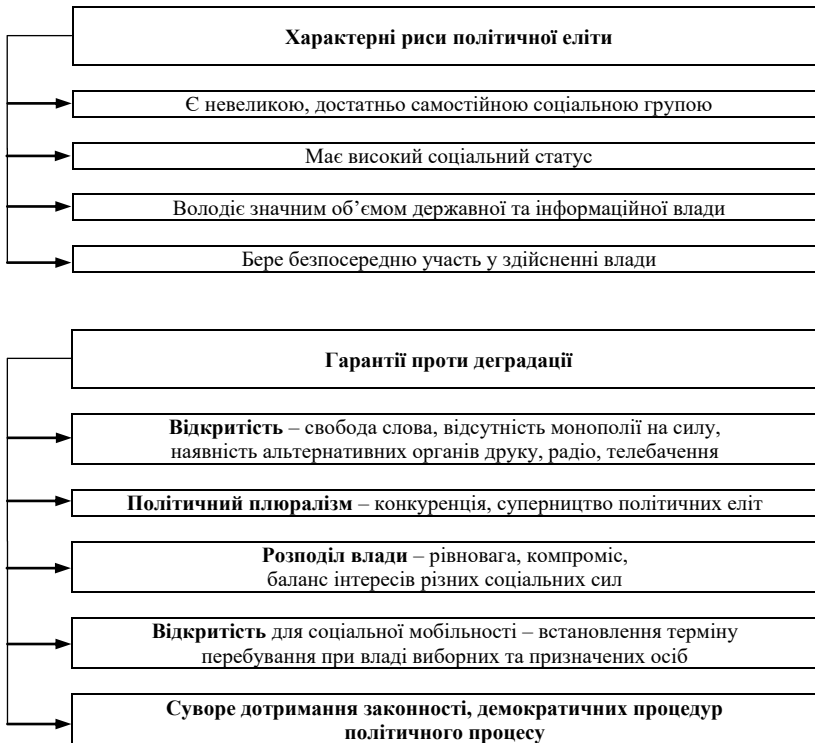 Характерні риси політичної еліти
Є невеликою, достатньо самостійною соціальною групою
Має високий соціальний статус
Володіє значним об’ємом державної та інформаційної влади
Бере безпосередню участь у здійсненні влади
Гарантії проти деградації
Відкритість – свобода слова, відсутність монополії на силу,
наявність альтернативних органів друку, радіо, телебачення
Політичний плюралізм – конкуренція, суперництво політичних еліт
Розподіл влади – рівновага, компроміс,
баланс інтересів різних соціальних сил
Відкритість для соціальної мобільності – встановлення терміну
перебування при владі виборних та призначених осіб
Суворе дотримання законності, демократичних процедур
політичного процесу